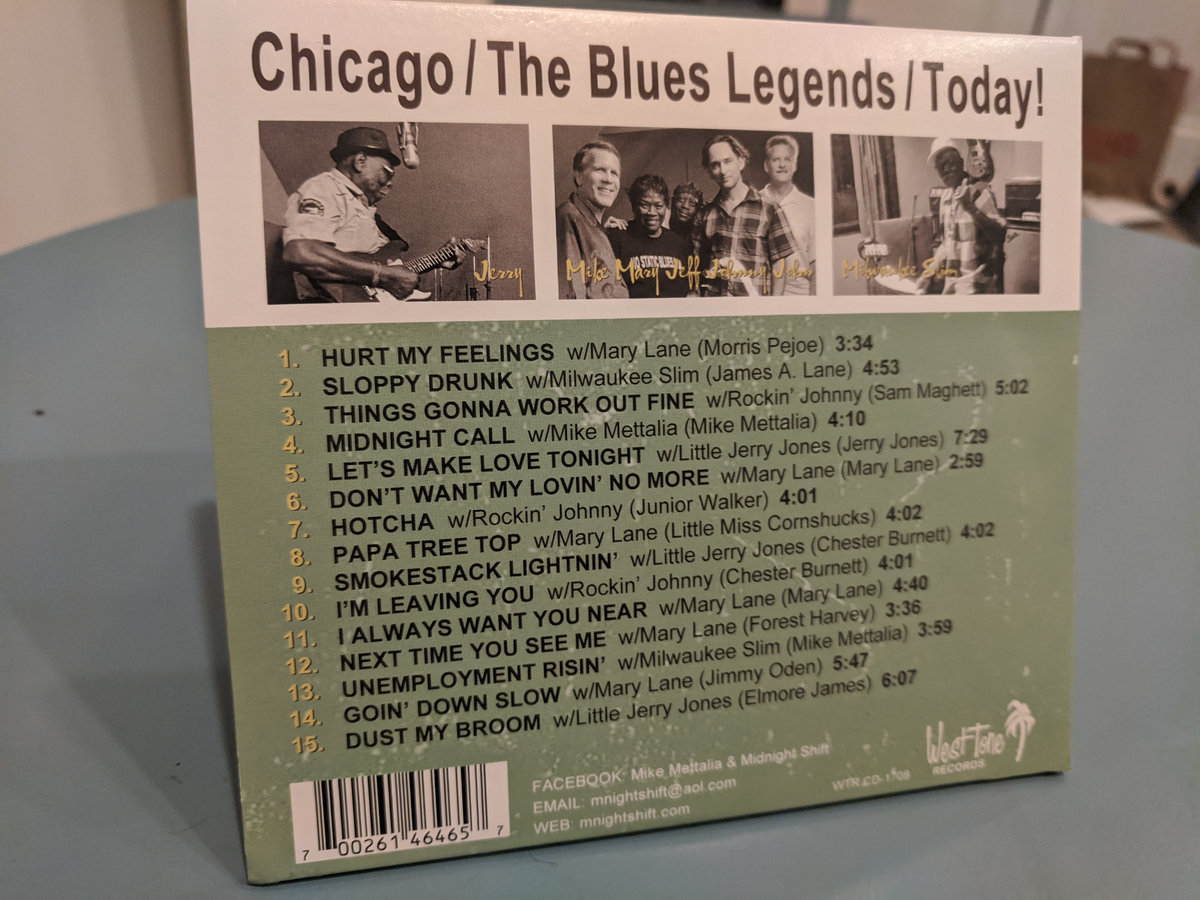 Chicago / The Blues Legends / Today!
Jerry
Mike Mary Jeff Johnny John
NO STATIC BLUES
Milwaukee Slim
1. HURT MY FEELINGS w/Mary Lane (Morris Pejoe) 3:34
2. SLOPPY DRUNK w/Milwaukee Slim (James A. Lane) 4:53
3. THINGS GONNA WORK OUT FINE w/Rockin' Johnny (Sam Maghett) 5:02
4. MIDNIGHT CALL w/Mike Mettalia (Mike Mettalia) 4:10
5. LET'S MAKE LOVE TONIGHT w/Little Jerry Jones (Jerry Jones) 7:29
6. DON'T WANT MY LOVIN' NO MORE w/Mary Lane (Mary Lane) 2:59
7. HOTCHA w/Rockin' Johnny (Junior Walker) 4:01
8. PAPA TREE TOP w/Mary Lane (Little Miss Cornshucks) 4:02
9. SMOKESTACK LIGHTNIN' w/Little Jerry Jones (Chester Burnett) 4:02
10. I'M LEAVING YOU w/Rockin' Johnny (Chester Burnett) 4:01
11. I ALWAYS WANT YOU NEAR w/Mary Lane (Mary Lane) 4:40
12. NEXT TIME YOU SEE ME w/Mary Lane (Forest Harvey) 3:36
13. UNEMPLOYMENT RISIN' w/Milwaukee Slim (Mike Mettalia) 3:59
14. GOIN' DOWN SLOW w/Mary Lane (Jimmy Oden) 5:47
15. DUST MY BROOM w/Little Jerry Jones (Elmore James) 6:07
7 00261 46465 7
FACEBOOK: Mike Mettalia & Midnight Shift
EMAIL: mnightshift@aol.com
WEB: mnightshift.com
WTR CD-1708
West Tone
RECORDS